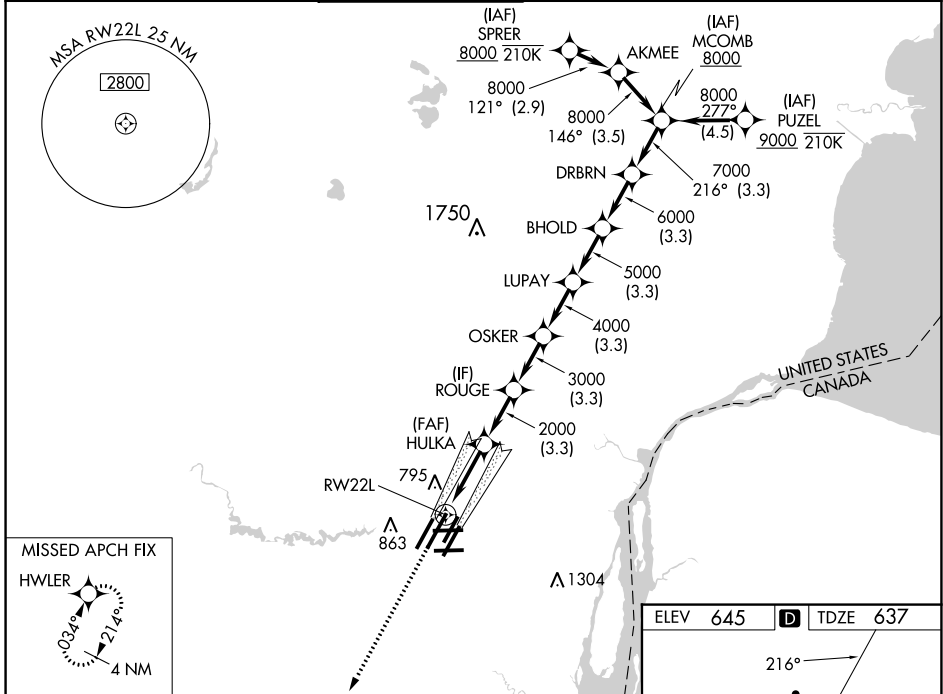 MSA RW22L 25 NM
2800
(IAF)
SPRER
8000 210K
AKMEE
(IAF)
MCOMB
8000
8000
121° (2.9)
8000
146° (3.5)
8000
277°
(4.5)
(IAF)
PUZEL
9000 210K
DRBRN
7000
216° (3.3)
1750
BHOLD
6000
(3.3)
LUPAY
5000
(3.3)
OSKER
4000
(3.3)
UNITED STATES
CANADA
(IF)
ROUGE
3000
(3.3)
(FAF)
HULKA
2000
(3.3)
795
RW22L
863
1304
MISSED APCH FIX
HWLER
034°
214°
4 NM
ELEV 645 D TDZE 637
216°